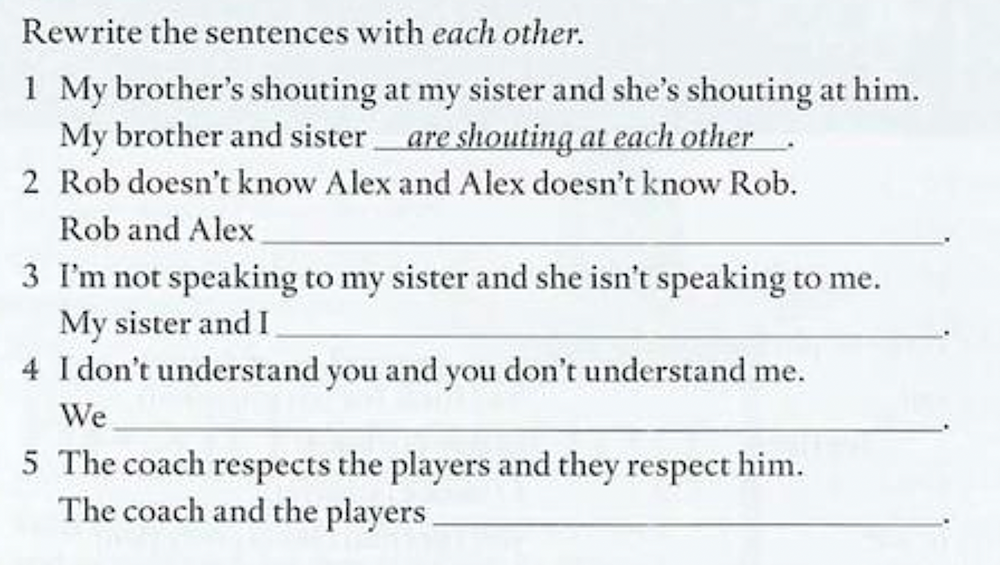 Rewrite the sentences with each other.
1 My brother's shouting at my sister and she's shouting at him.
My brother and sister are shouting at each other.
2 Rob doesn't know Alex and Alex doesn't know Rob.
Rob and Alex ____________.
3 I'm not speaking to my sister and she isn't speaking to me.
My sister and I ____________.
4 I don't understand you and you don't understand me.
We ____________.
5 The coach respects the players and they respect him.
The coach and the players ____________.